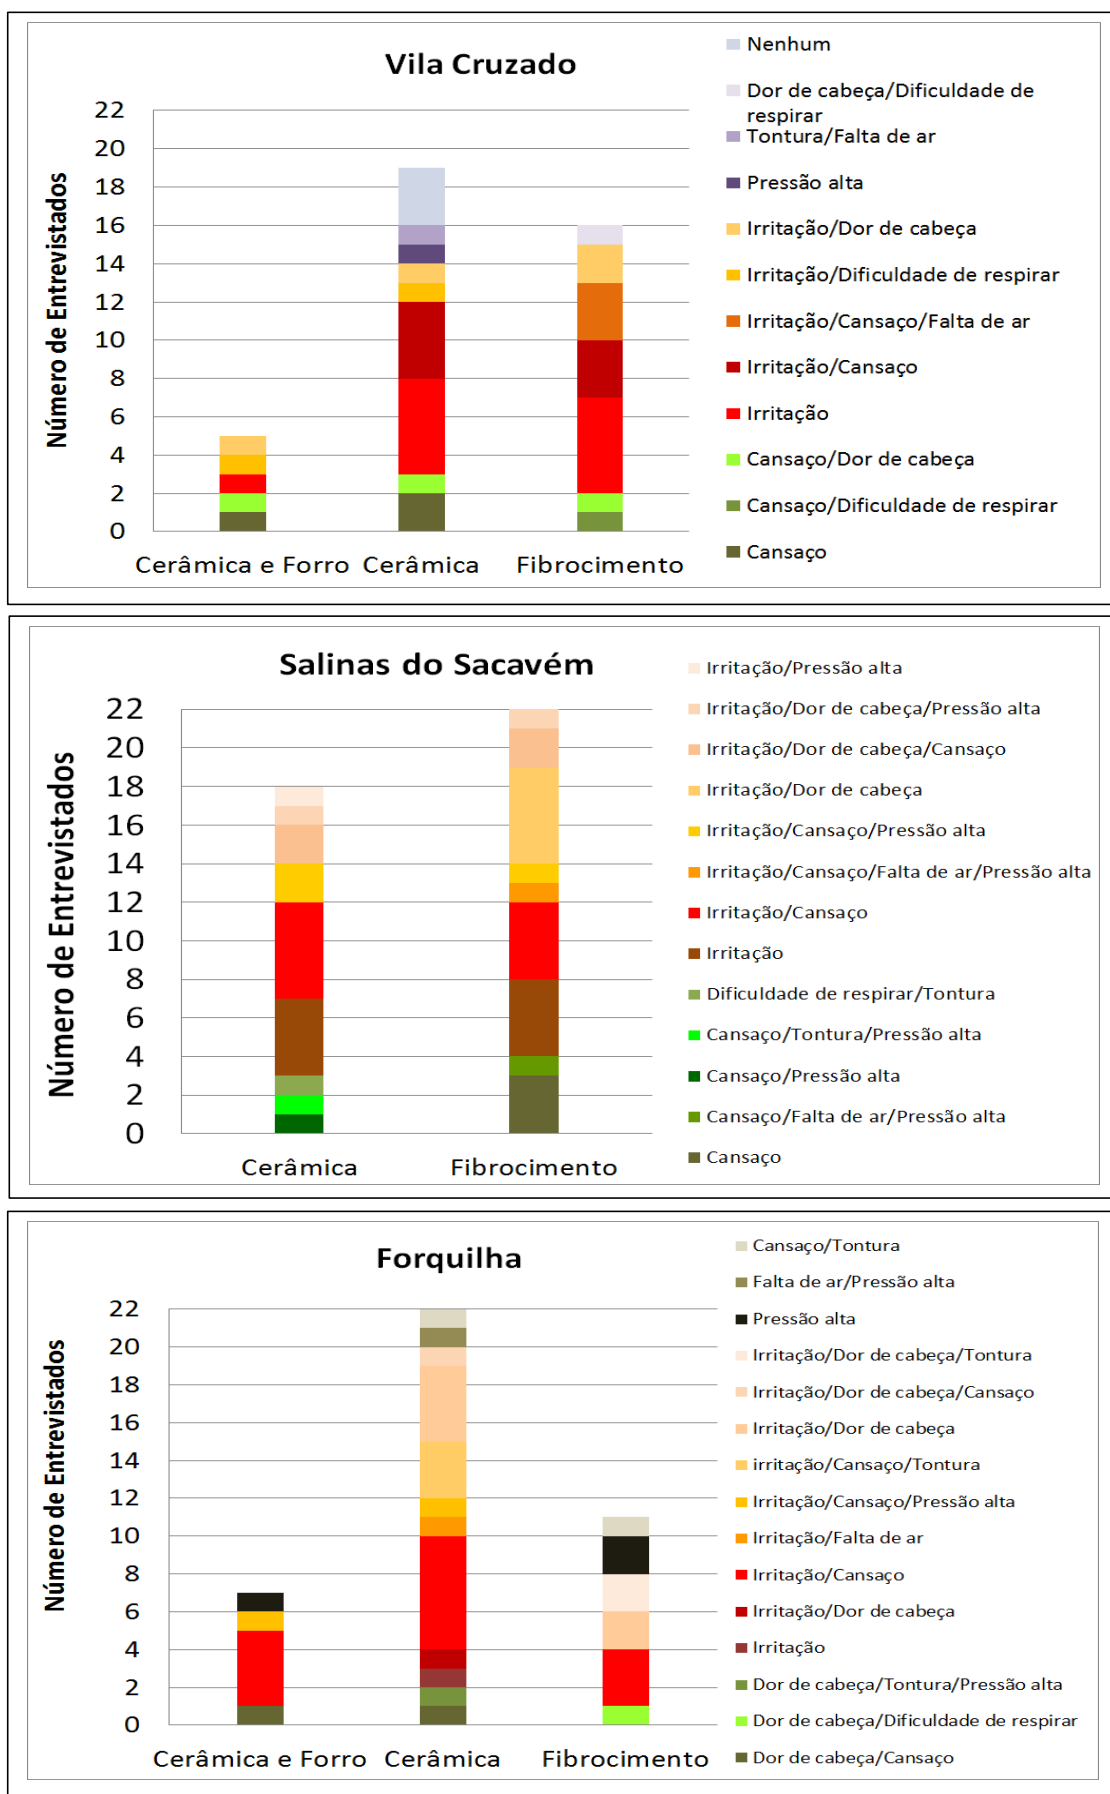 Vila Cruzado
Número de Entrevistados
22
20
18
16
14
12
10
8
6
4
2
0
Cerâmica e Forro
Cerâmica
Fibrocimento
Nenhum
Dor de cabeça/Dificuldade de
respirar
Tontura/Falta de ar
Pressão alta
Irritação/Dor de cabeça
Irritação/Dificuldade de respirar
Irritação/Cansaço/Falta de ar
Irritação/Cansaço
Irritação
Cansaço/Dor de cabeça
Cansaço/Dificuldade de respirar
Cansaço
Salinas do Sacavém
Número de Entrevistados
22
20
18
16
14
12
10
8
6
4
2
0
Cerâmica
Fibrocimento
Irritação/Pressão alta
Irritação/Dor de cabeça/Pressão alta
Irritação/Dor de cabeça/Cansaço
Irritação/Dor de cabeça
Irritação/Cansaço/Pressão alta
Irritação/Cansaço/Falta de ar/Pressão alta
Irritação/Cansaço
Irritação
Dificuldade de respirar/Tontura
Cansaço/Tontura/Pressão alta
Cansaço/Pressão alta
Cansaço/Falta de ar/Pressão alta
Cansaço
Forquilha
Número de Entrevistados
22
20
18
16
14
12
10
8
6
4
2
0
Cerâmica e Forro
Cerâmica
Fibrocimento
Cansaço/Tontura
Falta de ar/Pressão alta
Pressão alta
Irritação/Dor de cabeça/Tontura
Irritação/Dor de cabeça/Cansaço
Irritação/Dor de cabeça
irritação/Cansaço/Tontura
Irritação/Cansaço/Pressão alta
Irritação/Falta de ar
Irritação/Cansaço
Irritação/Dor de cabeça
Irritação
Dor de cabeça/Tontura/Pressão alta
Dor de cabeça/Dificuldade de respirar
Dor de cabeça/Cansaço